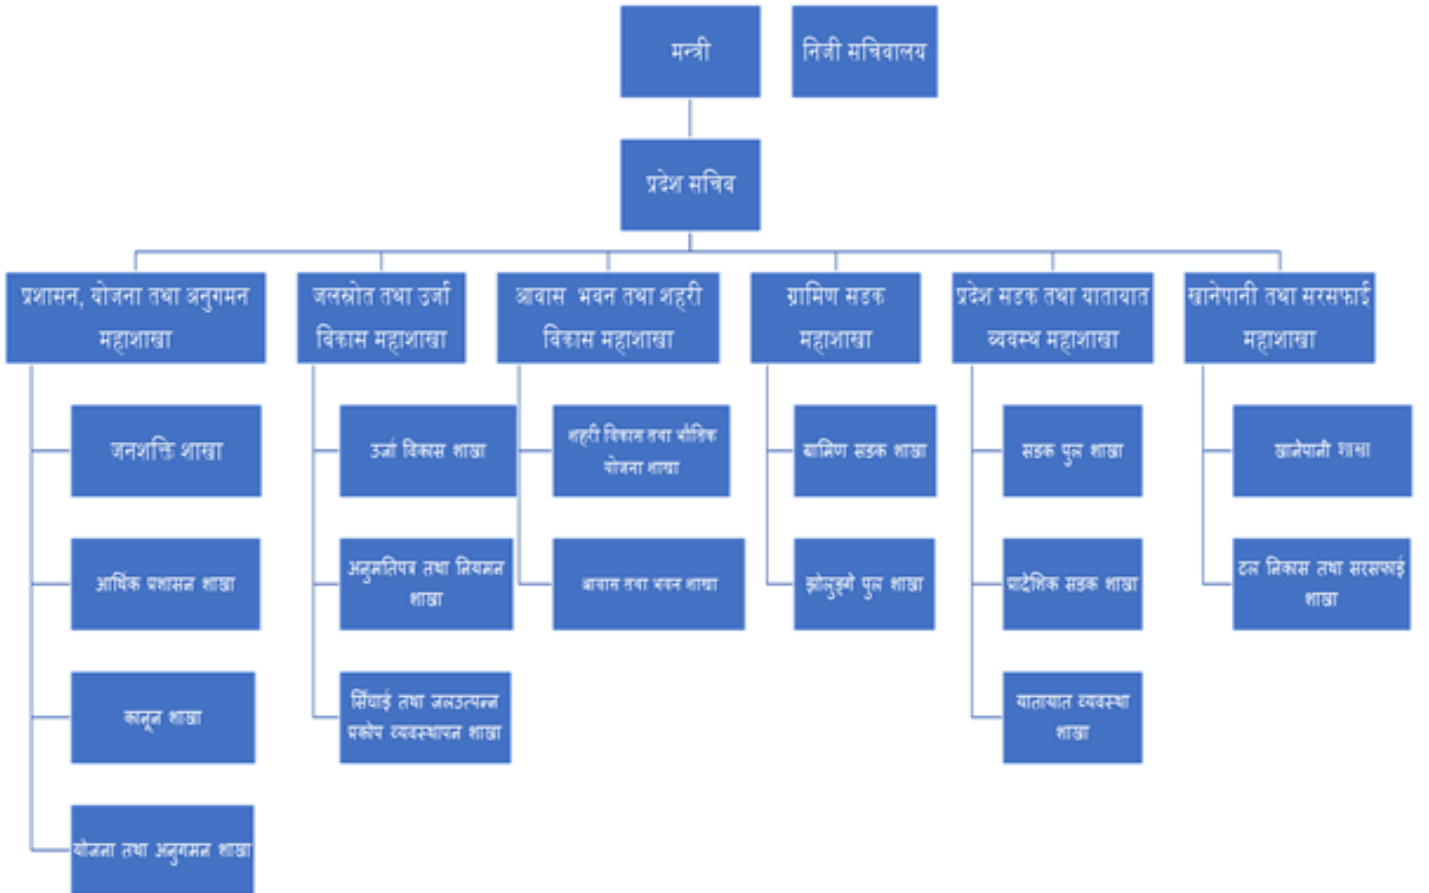 मन्त्री
निजी सचिवालय
प्रदेश सचिव
प्रशासन, योजना तथा अनुगमन
महाशाखा
जलस्रोत तथा उर्जा
विकास महाशाखा
आवास भवन तथा शहरी
विकास महाशाखा
ग्रामिण सडक
महाशाखा
प्रदेश सडक तथा यातायात
व्यवस्थ महाशाखा
खानेपानी तथा सरसफाई
महाशाखा
जनशक्ति शाखा
आर्थिक प्रशासन शाखा
कानून शाखा
योजना तथा अनुगमन शाखा
उर्जा विकास शाखा
अनुमतिपत्र तथा नियमन
शाखा
सिँचाई तथा जलउत्पन्न
प्रकोप व्यवस्थापन शाखा
शहरी विकास तथा भौतिक
योजना शाखा
आवास तथा भवन शाखा
ग्रामिण सडक शाखा
झोलुङ्गे पुल शाखा
सडक पुल शाखा
प्रादेशिक सडक शाखा
यातायात व्यवस्था
शाखा
खानेपानी शाखा
ढल निकास तथा सरसफाई
शाखा